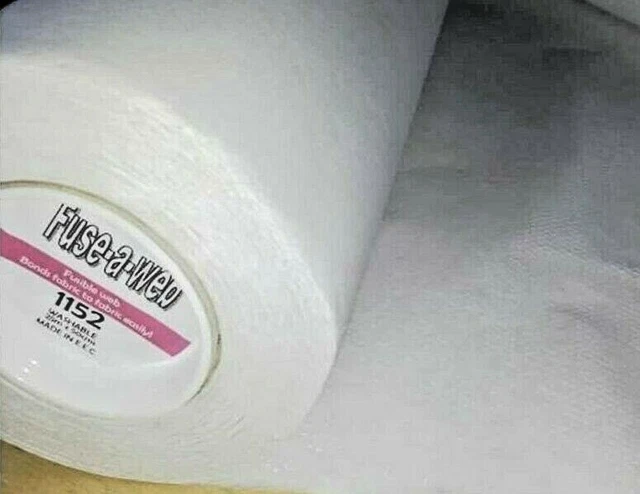 Fuse-a-web
Fusible web
Bonds fabric to fabric easily!
1152
WASHABLE
MADE IN E.E.C.